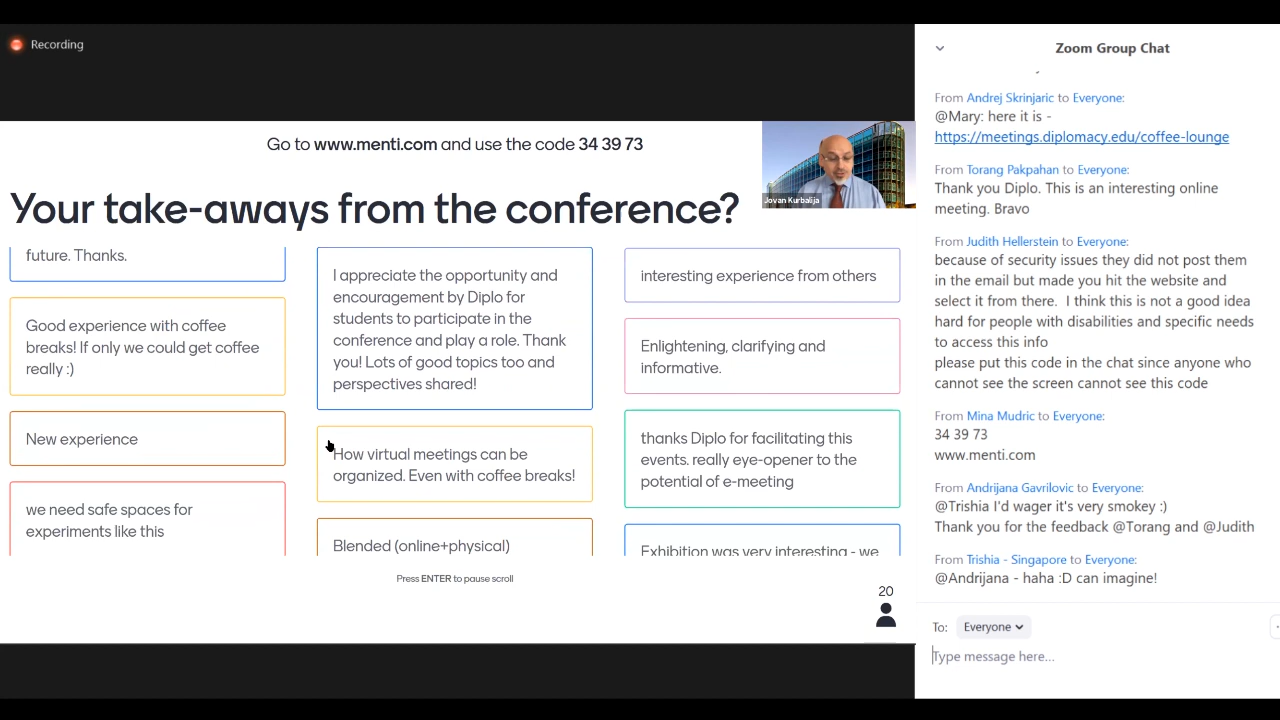 Recording
Go to www.menti.com and use the code 34 39 73
Jovan Kurbalija
Your take-aways from the conference?
future. Thanks.
Good experience with coffee
breaks! If only we could get coffee
really :)
New experience
we need safe spaces for
experiments like this
I appreciate the opportunity and
encouragement by Diplo for
students to participate in the
conference and play a role. Thank
you! Lots of good topics too and
perspectives shared!
How virtual meetings can be
organized. Even with coffee breaks!
Blended (online+physical)
interesting experience from others
Enlightening, clarifying and
informative.
thanks Diplo for facilitating this
events. really eye-opener to the
potential of e-meeting
Exhibition was very interesting - we
Press ENTER to pause scroll
20
Zoom Group Chat
From Andrej Skrinjaric to Everyone:
@Mary: here it is -
https://meetings.diplomacy.edu/coffee-lounge
From Torang Pakpahan to Everyone:
Thank you Diplo. This is an interesting online
meeting. Bravo
From Judith Hellerstein to Everyone:
because of security issues they did not post them
in the email but made you hit the website and
select it from there.  I think this is not a good idea
hard for people with disabilities and specific needs
to access this info
please put this code in the chat since anyone who
cannot see the screen cannot see this code
From Mina Mudric to Everyone:
34 39 73
www.menti.com
From Andrijana Gavrilovic to Everyone:
@Trishia I'd wager it's very smokey :)
Thank you for the feedback @Torang and @Judith
From Trishia - Singapore to Everyone:
@Andrijana - haha :D can imagine!
To: Everyone
Type message here...